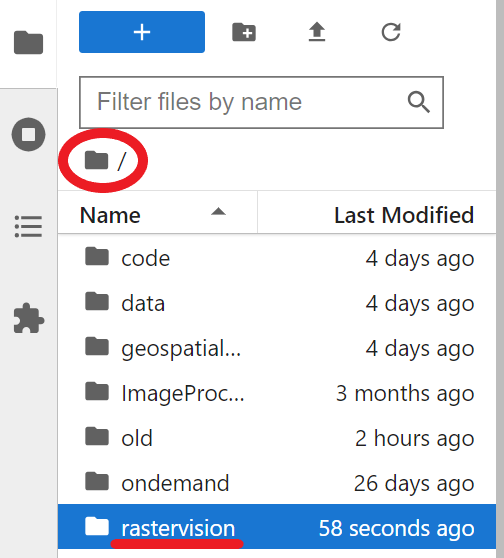 Filter files by name
/
Name Last Modified
code 4 days ago
data 4 days ago
geospatial... 4 days ago
ImageProc... 3 months ago
old 2 hours ago
ondemand 26 days ago
rastervision 58 seconds ago